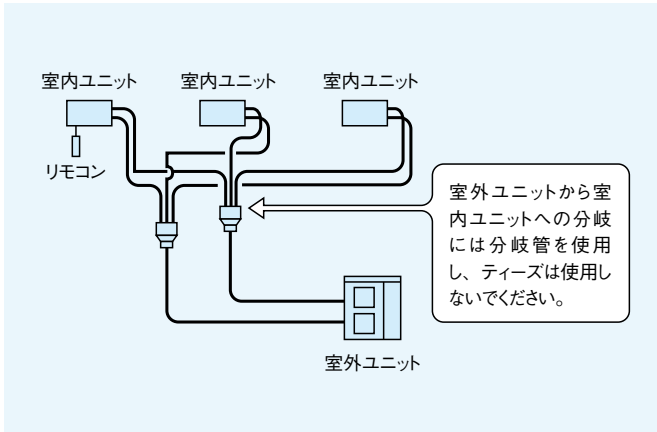 室内ユニット
室内ユニット
室内ユニット
リモコン
室外ユニットから室
内ユニットへの分岐
には分岐管を使用
し、ティーズは使用し
ないでください。
室外ユニット